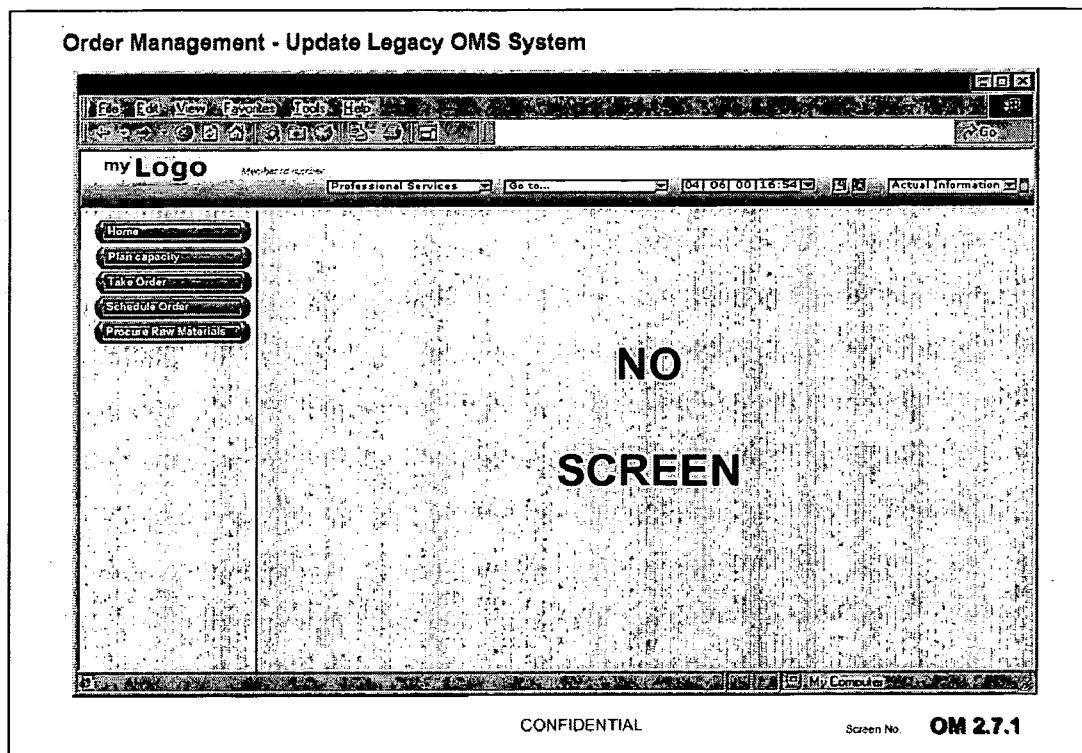 Order Management - Update Legacy OMS System
File Edit View Favorites Tools Help
Go
my Logo
Professional Services Go to... 04| 06| 00|16:54 Actual Information
Home
Plan capacity
Take Order
Schedule Order
Procure Raw Materials
NO
SCREEN
My Computer
CONFIDENTIAL
Screen No. OM 2.7.1